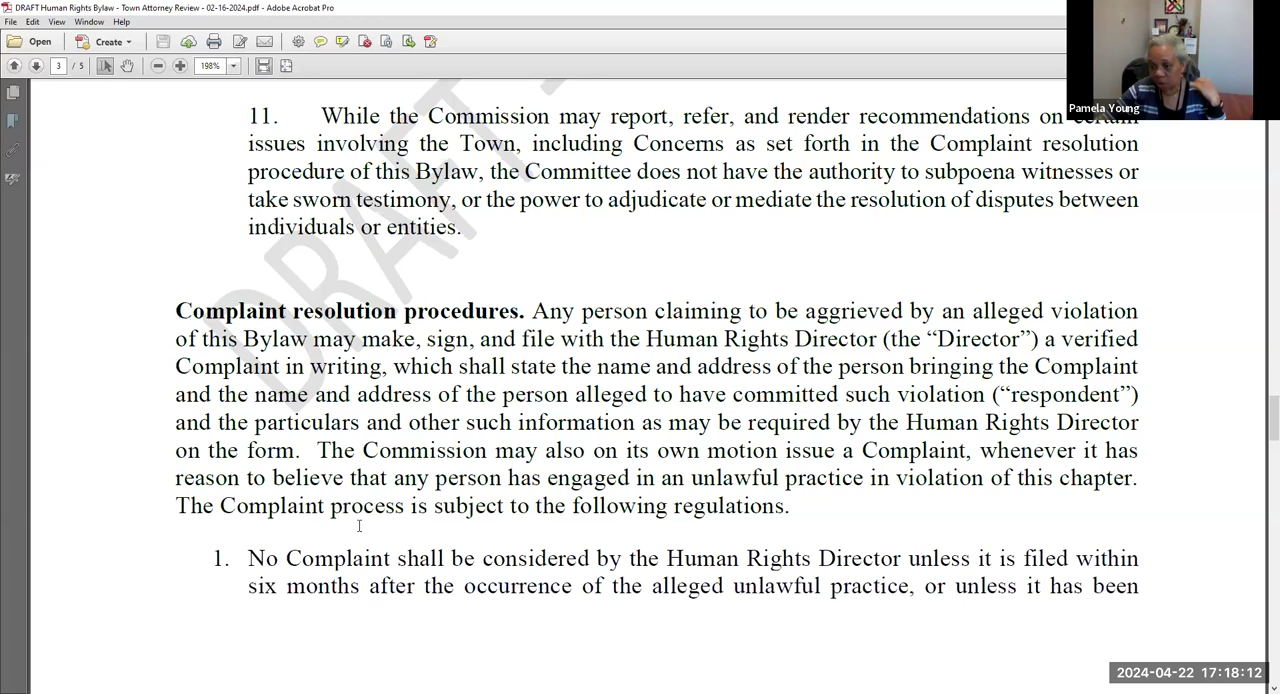 DRAFT Human Rights Bylaw - Town Attorney Review - 02-16-2024.pdf - Adobe Acrobat Pro
File Edit View Window Help
Open Create
3 / 5 198%
Pamela Young
11. While the Commission may report, refer, and render recommendations on certain
issues involving the Town, including Concerns as set forth in the Complaint resolution
procedure of this Bylaw, the Committee does not have the authority to subpoena witnesses or
take sworn testimony, or the power to adjudicate or mediate the resolution of disputes between
individuals or entities.
Complaint resolution procedures. Any person claiming to be aggrieved by an alleged violation
of this Bylaw may make, sign, and file with the Human Rights Director (the “Director”) a verified
Complaint in writing, which shall state the name and address of the person bringing the Complaint
and the name and address of the person alleged to have committed such violation (“respondent”)
and the particulars and other such information as may be required by the Human Rights Director
on the form. The Commission may also on its own motion issue a Complaint, whenever it has
reason to believe that any person has engaged in an unlawful practice in violation of this chapter.
The Complaint process is subject to the following regulations.
1. No Complaint shall be considered by the Human Rights Director unless it is filed within
six months after the occurrence of the alleged unlawful practice, or unless it has been
DRAFT -
2024-04-22 17:18:12